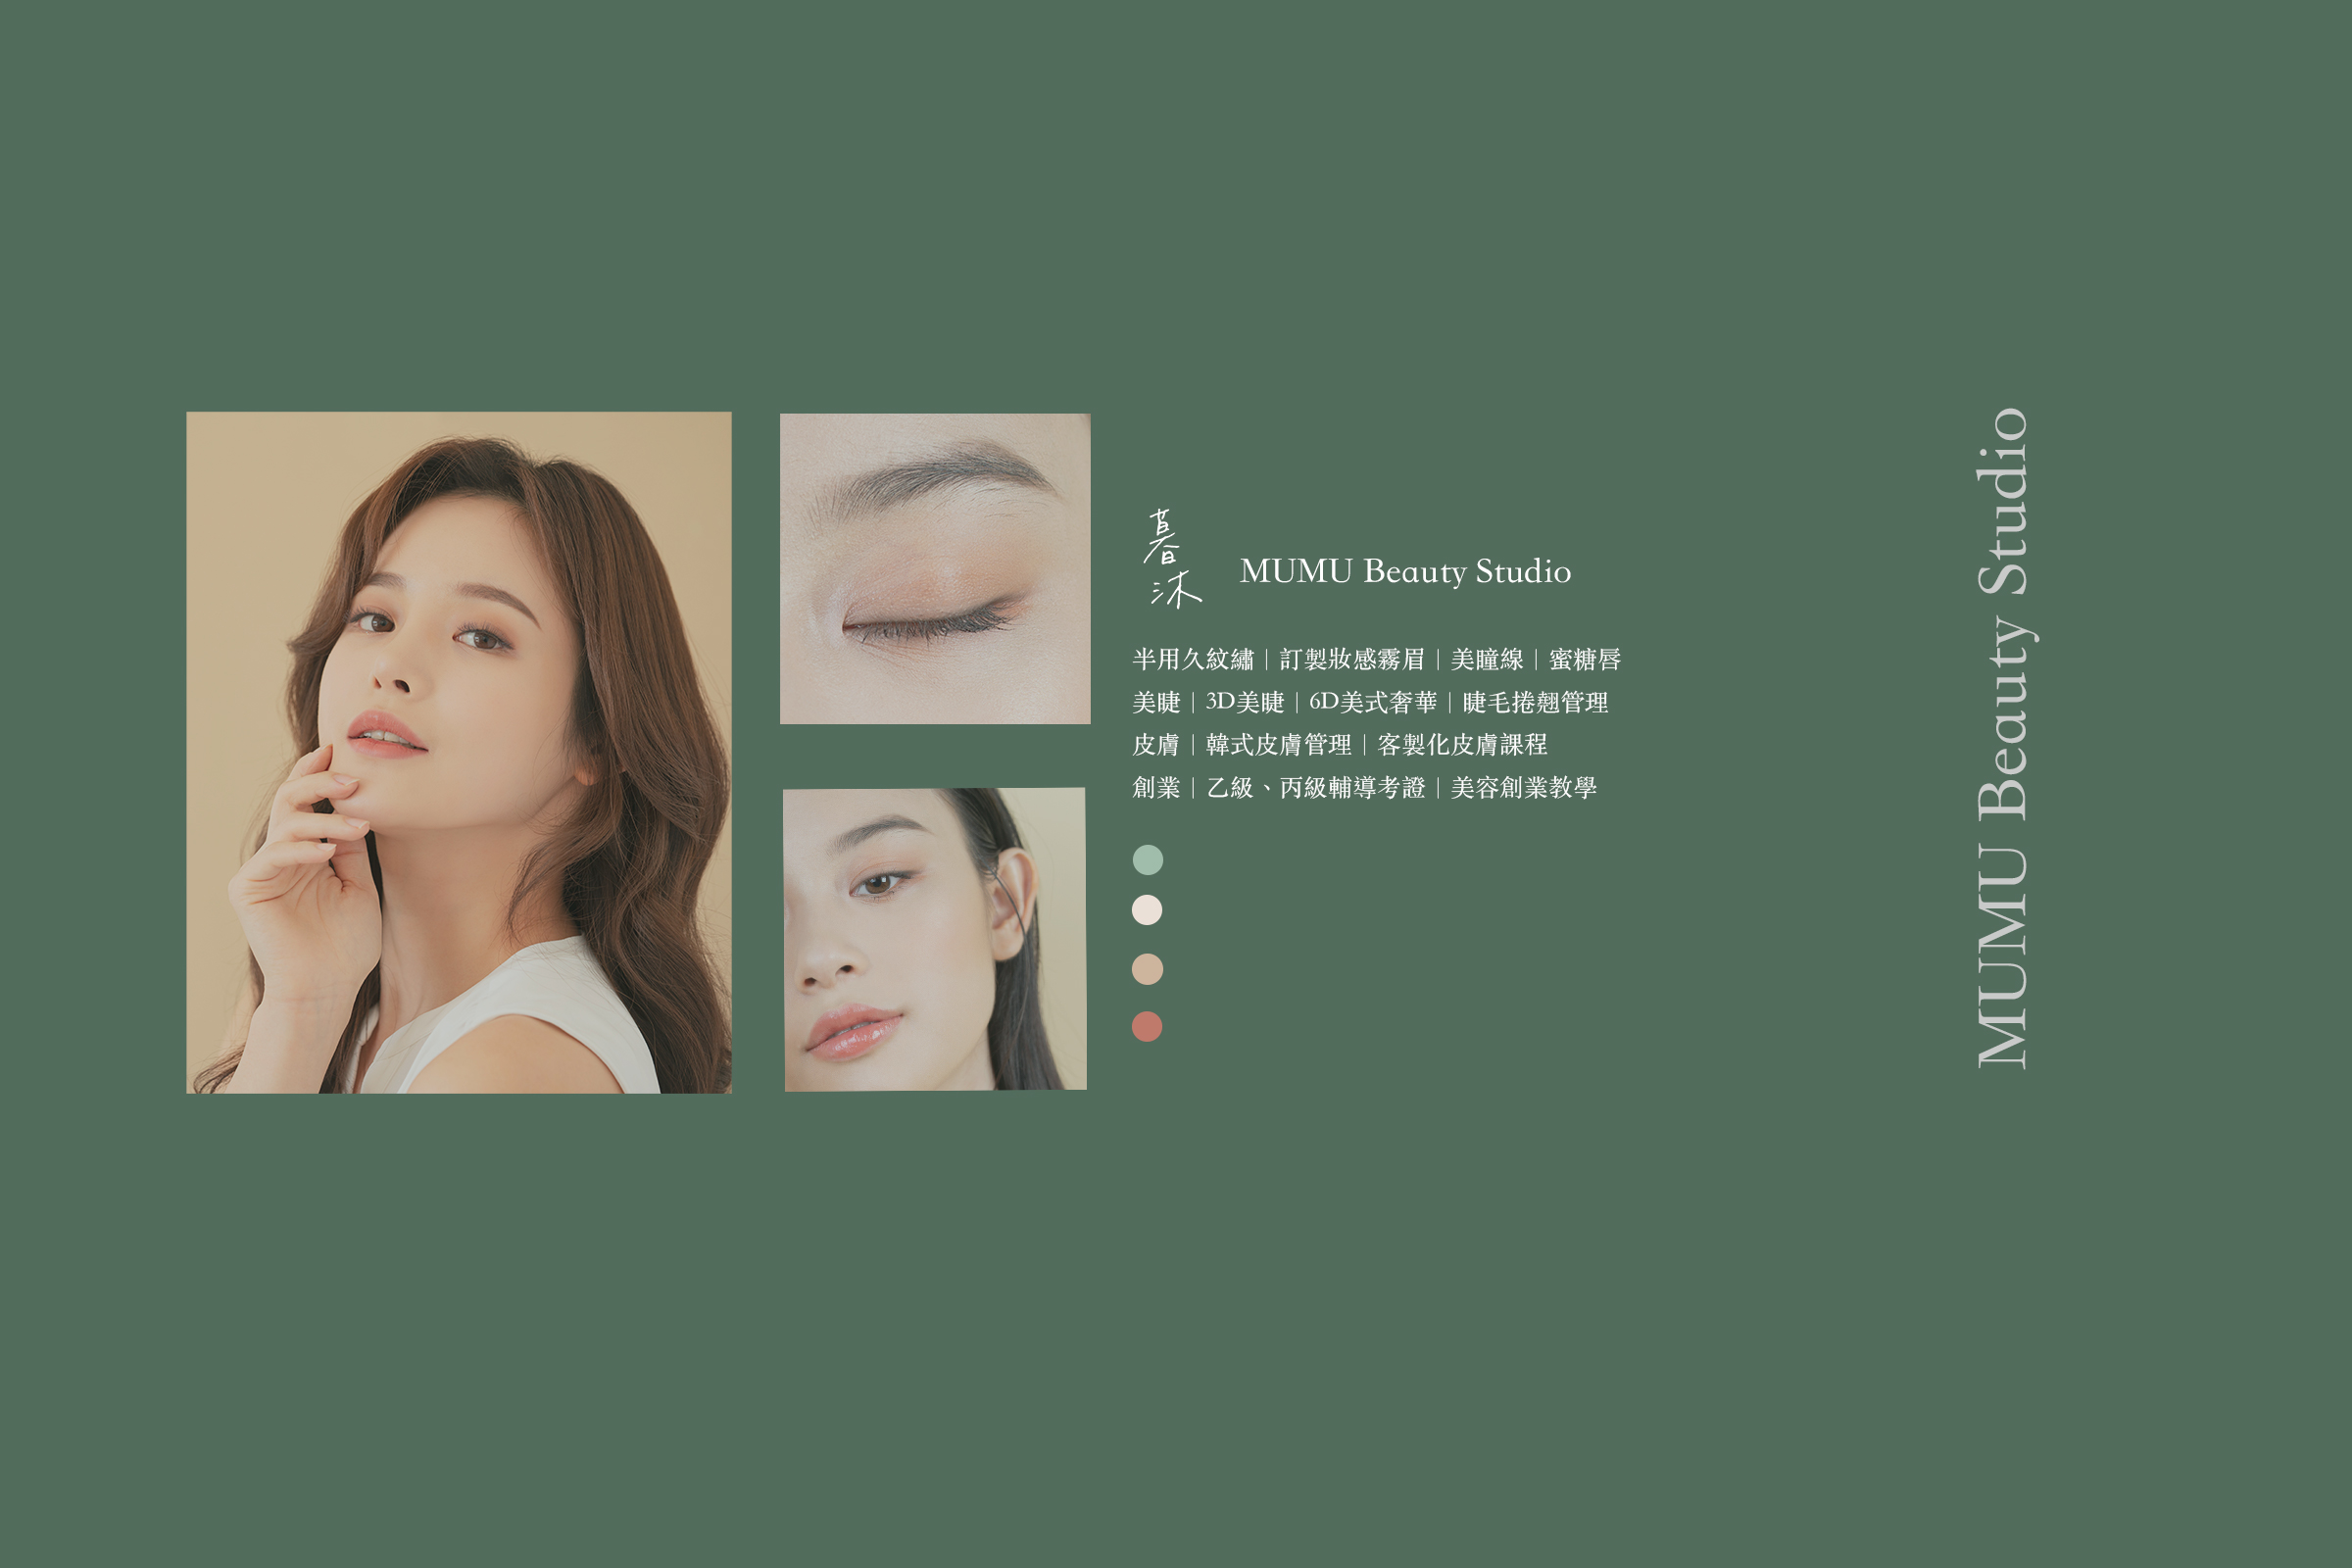 暮沐
MUMU Beauty Studio
半用久紋繡｜訂製妝感霧眉｜美瞳線｜蜜糖唇
美睫｜3D美睫｜6D美式奢華｜睫毛捲翹管理
皮膚｜韓式皮膚管理｜客製化皮膚課程
創業｜乙級、丙級輔導考證｜美容創業教學
MUMU Beauty Studio